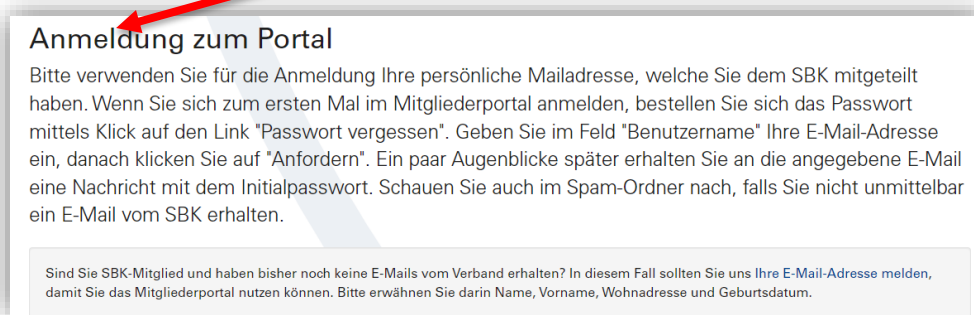 Anmeldung zum Portal
Bitte verwenden Sie für die Anmeldung Ihre persönliche Mailadresse, welche Sie dem SBK mitgeteilt
haben. Wenn Sie sich zum ersten Mal im Mitgliederportal anmelden, bestellen Sie sich das Passwort
mittels Klick auf den Link "Passwort vergessen". Geben Sie im Feld "Benutzername" Ihre E-Mail-Adresse
ein, danach klicken Sie auf "Anfordern". Ein paar Augenblicke später erhalten Sie an die angegebene E-Mail
eine Nachricht mit dem Initialpasswort. Schauen Sie auch im Spam-Ordner nach, falls Sie nicht unmittelbar
ein E-Mail vom SBK erhalten.
Sind Sie SBK-Mitglied und haben bisher noch keine E-Mails vom Verband erhalten? In diesem Fall sollten Sie uns Ihre E-Mail-Adresse melden,
damit Sie das Mitgliederportal nutzen können. Bitte erwähnen Sie darin Name, Vorname, Wohnadresse und Geburtsdatum.